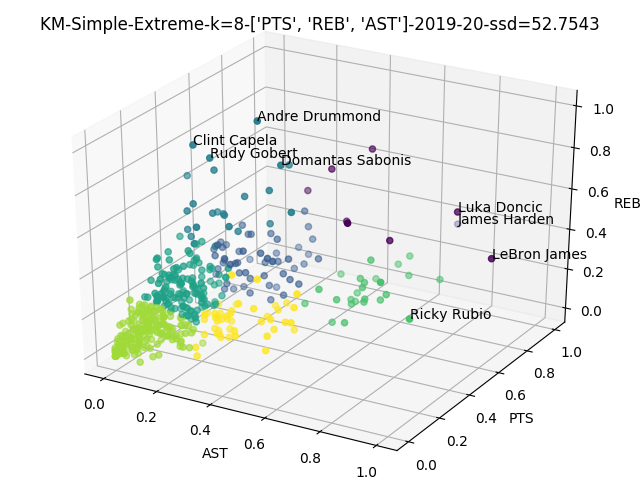 KM-Simple-Extreme-k=8-['PTS', 'REB', 'AST']-2019-20-ssd=52.7543
Andre Drummond
Clint Capela
Rudy Gobert
Domantas Sabonis
Luka Doncic
James Harden
LeBron James
Ricky Rubio
1.0
0.8
0.6
REB
0.4
0.2
0.0
0.0
0.2
0.4
0.6
0.8
1.0
AST
0.0
0.2
0.4
PTS
0.6
0.8
1.0